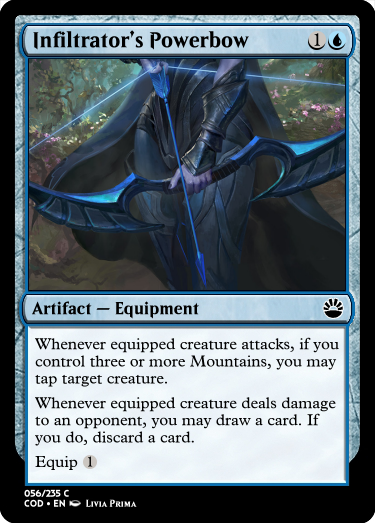 Infiltrator's Powerbow 1
Artifact — Equipment
Whenever equipped creature attacks, if you
control three or more Mountains, you may
tap target creature.
Whenever equipped creature deals damage
to an opponent, you may draw a card. If
you do, discard a card.
Equip 1
056/235 C
COD • EN Livia Prima